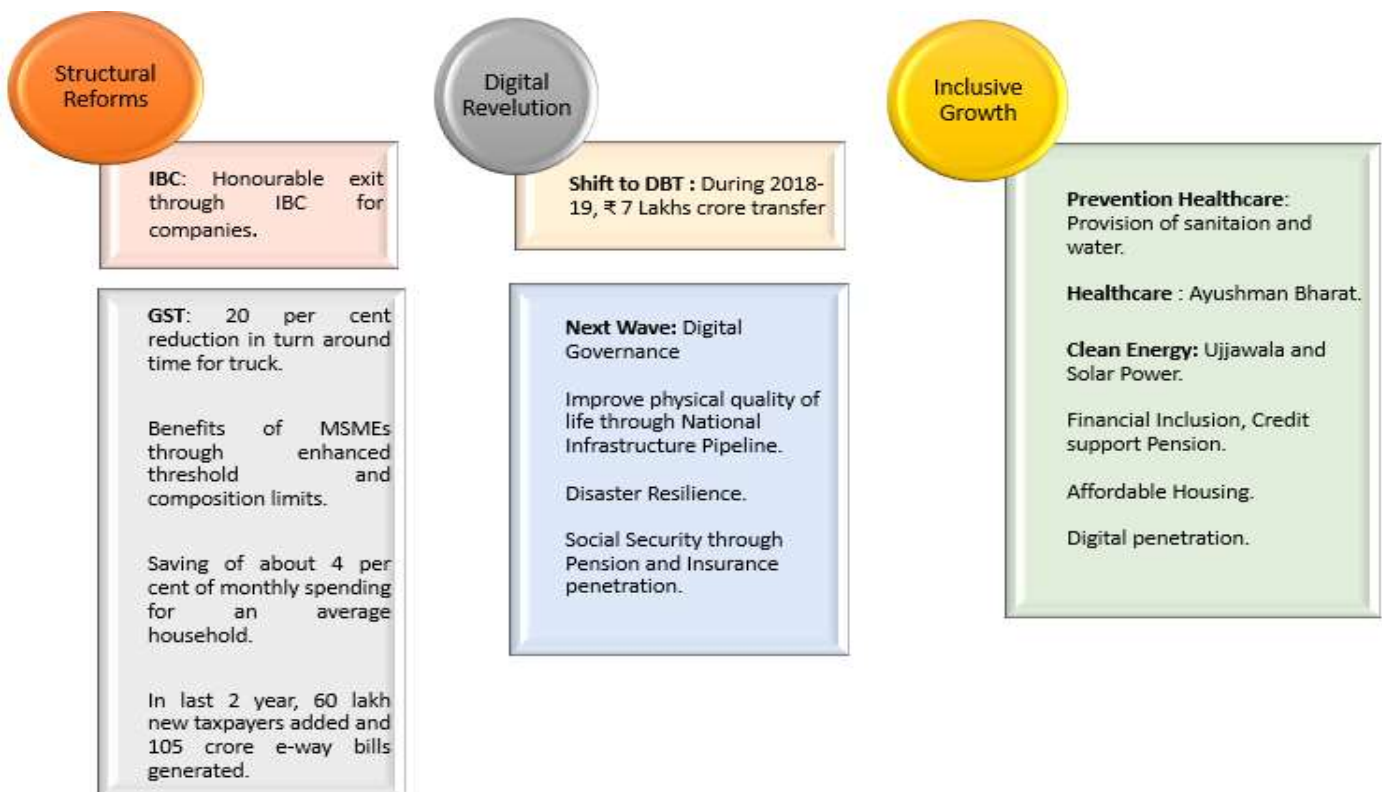 Structural
Reforms
IBC: Honourable exit
through IBC for
companies.
GST: 20 per cent
reduction in turn around
time for truck.
Benefits of MSMEs
through enhanced
threshold and
composition limits.
Saving of about 4 per
cent of monthly spending
for an average
household.
In last 2 year, 60 lakh
new taxpayers added and
105 crore e-way bills
generated.
Digital
Revelution
Shift to DBT : During 2018-
19, ₹ 7 Lakhs crore transfer
Next Wave: Digital
Governance
Improve physical quality of
life through National
Infrastructure Pipeline.
Disaster Resilience.
Social Security through
Pension and Insurance
penetration.
Inclusive
Growth
Prevention Healthcare:
Provision of sanitaion and
water.
Healthcare : Ayushman Bharat.
Clean Energy: Ujjawala and
Solar Power.
Financial Inclusion, Credit
support Pension.
Affordable Housing.
Digital penetration.